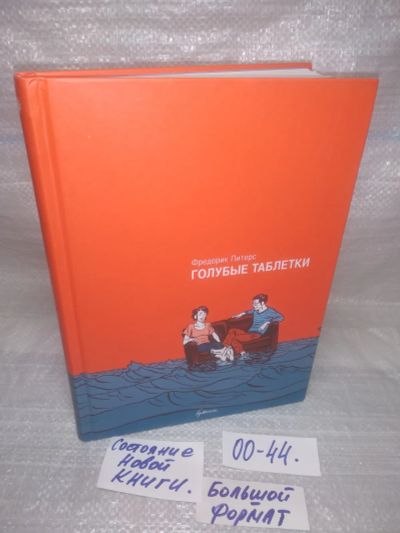 Фредерик Питерс
ГОЛУБЫЕ ТАБЛЕТКИ
Состояние
Новой
Книги.
00-44.
Большой
Формат